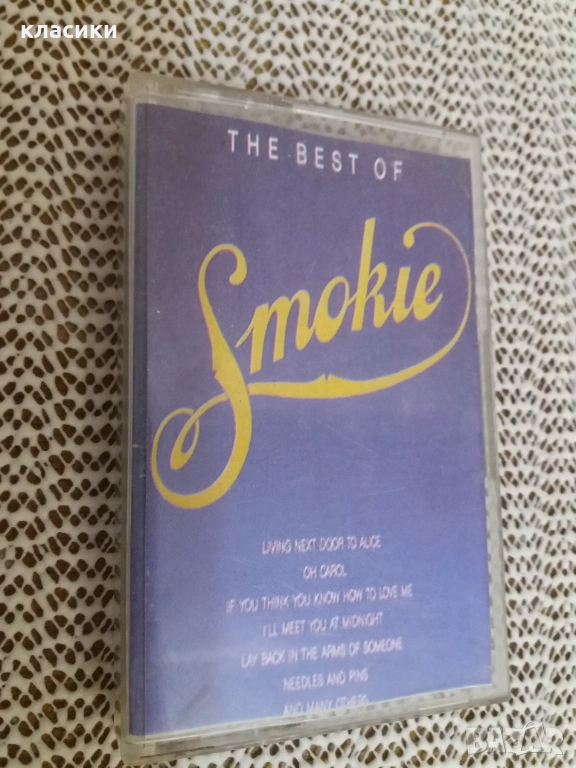 класики
THE BEST OF
Smokie
LIVING NEXT DOOR TO ALICE
OH CAROL
IF YOU THINK YOU KNOW HOW TO LOVE ME
I'LL MEET YOU AT MIDNIGHT
LAY BACK IN THE ARMS OF SOMEONE
NEEDLES AND PINS
AND MANY OTHERS